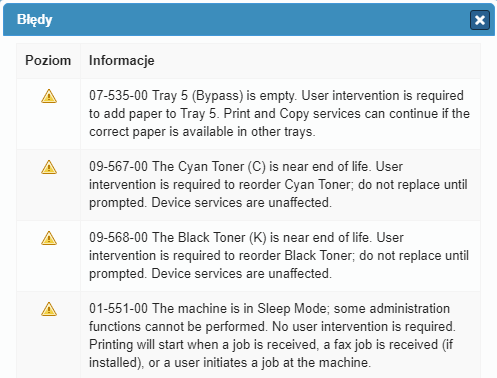 Błędy
Poziom Informacje
07-535-00 Tray 5 (Bypass) is empty. User intervention is required
to add paper to Tray 5. Print and Copy services can continue if the
correct paper is available in other trays.
09-567-00 The Cyan Toner (C) is near end of life. User
intervention is required to reorder Cyan Toner; do not replace until
prompted. Device services are unaffected.
09-568-00 The Black Toner (K) is near end of life. User
intervention is required to reorder Black Toner; do not replace until
prompted. Device services are unaffected.
01-551-00 The machine is in Sleep Mode; some administration
functions cannot be performed. No user intervention is required.
Printing will start when a job is received, a fax job is received (if
installed), or a user initiates a job at the machine.